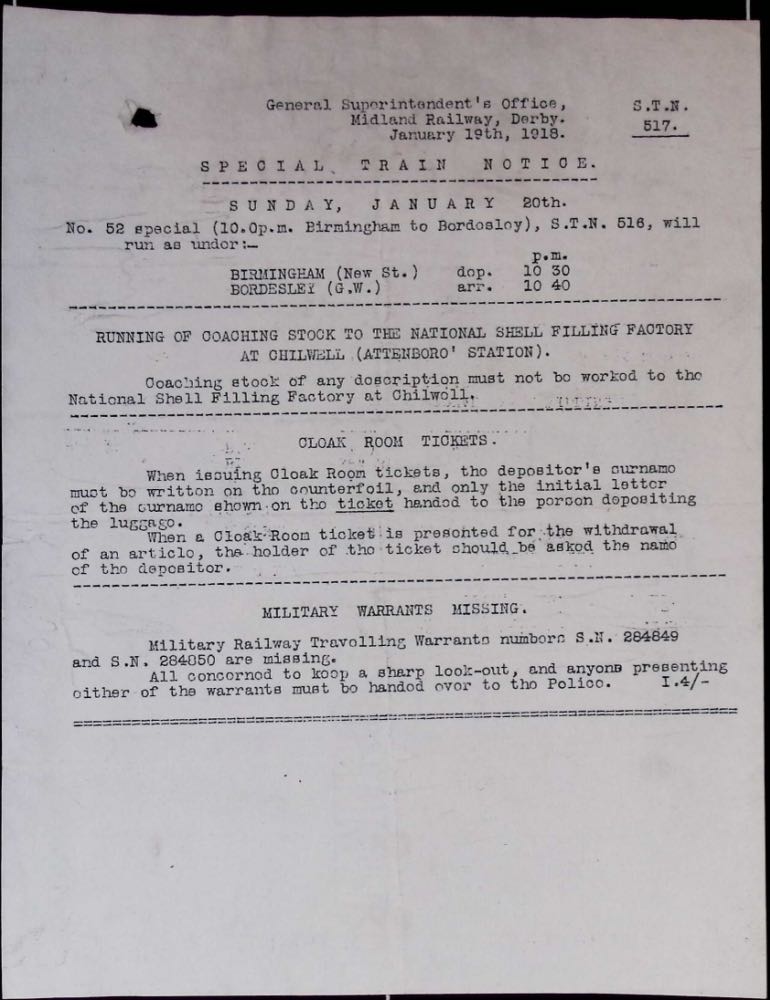 General Superintendent's Office,
Midland Railway, Derby.
January 19th, 1918.
S.T.N.
517.
SPECIAL TRAIN NOTICE.
SUNDAY, JANUARY 20th.
No. 52 special (10.0p.m. Birmingham to Bordesley), S.T.N. 516, will
run as under:—
p.m.
BIRMINGHAM (New St.) dep. 10 30
BORDESLEY (G.W.) arr. 10 40
RUNNING OF COACHING STOCK TO THE NATIONAL SHELL FILLING FACTORY
AT CHILWELL (ATTENBORO' STATION).
Coaching stock of any description must not be worked to the
National Shell Filling Factory at Chilwell.
CLOAK ROOM TICKETS.
When issuing Cloak Room tickets, the depositor's surname
must be written on the counterfoil, and only the initial letter
of the surname shown on the ticket handed to the person depositing
the luggage.
When a Cloak Room ticket is presented for the withdrawal
of an article, the holder of the ticket should be asked the name
of the depositor.
MILITARY WARRANTS MISSING.
Military Railway Travelling Warrants numbers S.N. 284849
and S.N. 284850 are missing.
All concerned to keep a sharp look-out, and anyone presenting
either of the warrants must be handed over to the Police. I.4/-